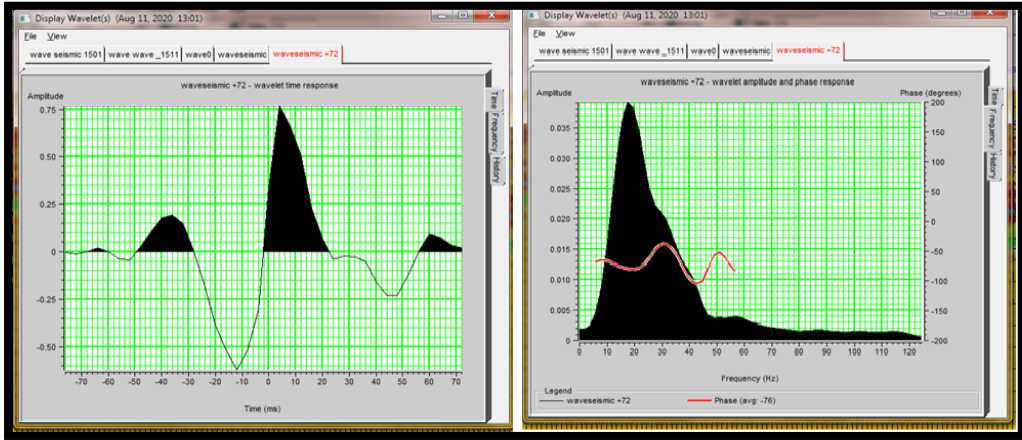 Display Wavelet(s) (Aug 11, 2020 13:01)
File View
wave seismic 1501 wave wave _1511 wave0 waveseismic waveseismic +72
waveseismic +72 - wavelet time response
Amplitude
0.75
0.50
0.25
0
-0.25
-0.50
-70 -60 -50 -40 -30 -20 -10 0 10 20 30 40 50 60 70
Time (ms)
Time
Frequency
History
Display Wavelet(s) (Aug 11, 2020 13:01)
File View
wave seismic 1501 wave wave _1511 wave0 waveseismic waveseismic +72
waveseismic +72 - wavelet amplitude and phase response
Amplitude
Phase (degrees)
0.035
0.030
0.025
0.020
0.015
0.010
0.005
0
200
150
100
50
0
-50
-100
-150
-200
0 10 20 30 40 50 60 70 80 90 100 110 120
Frequency (Hz)
Time
Frequency
History
Legend
waveseismic +72 Phase (avg: -76)